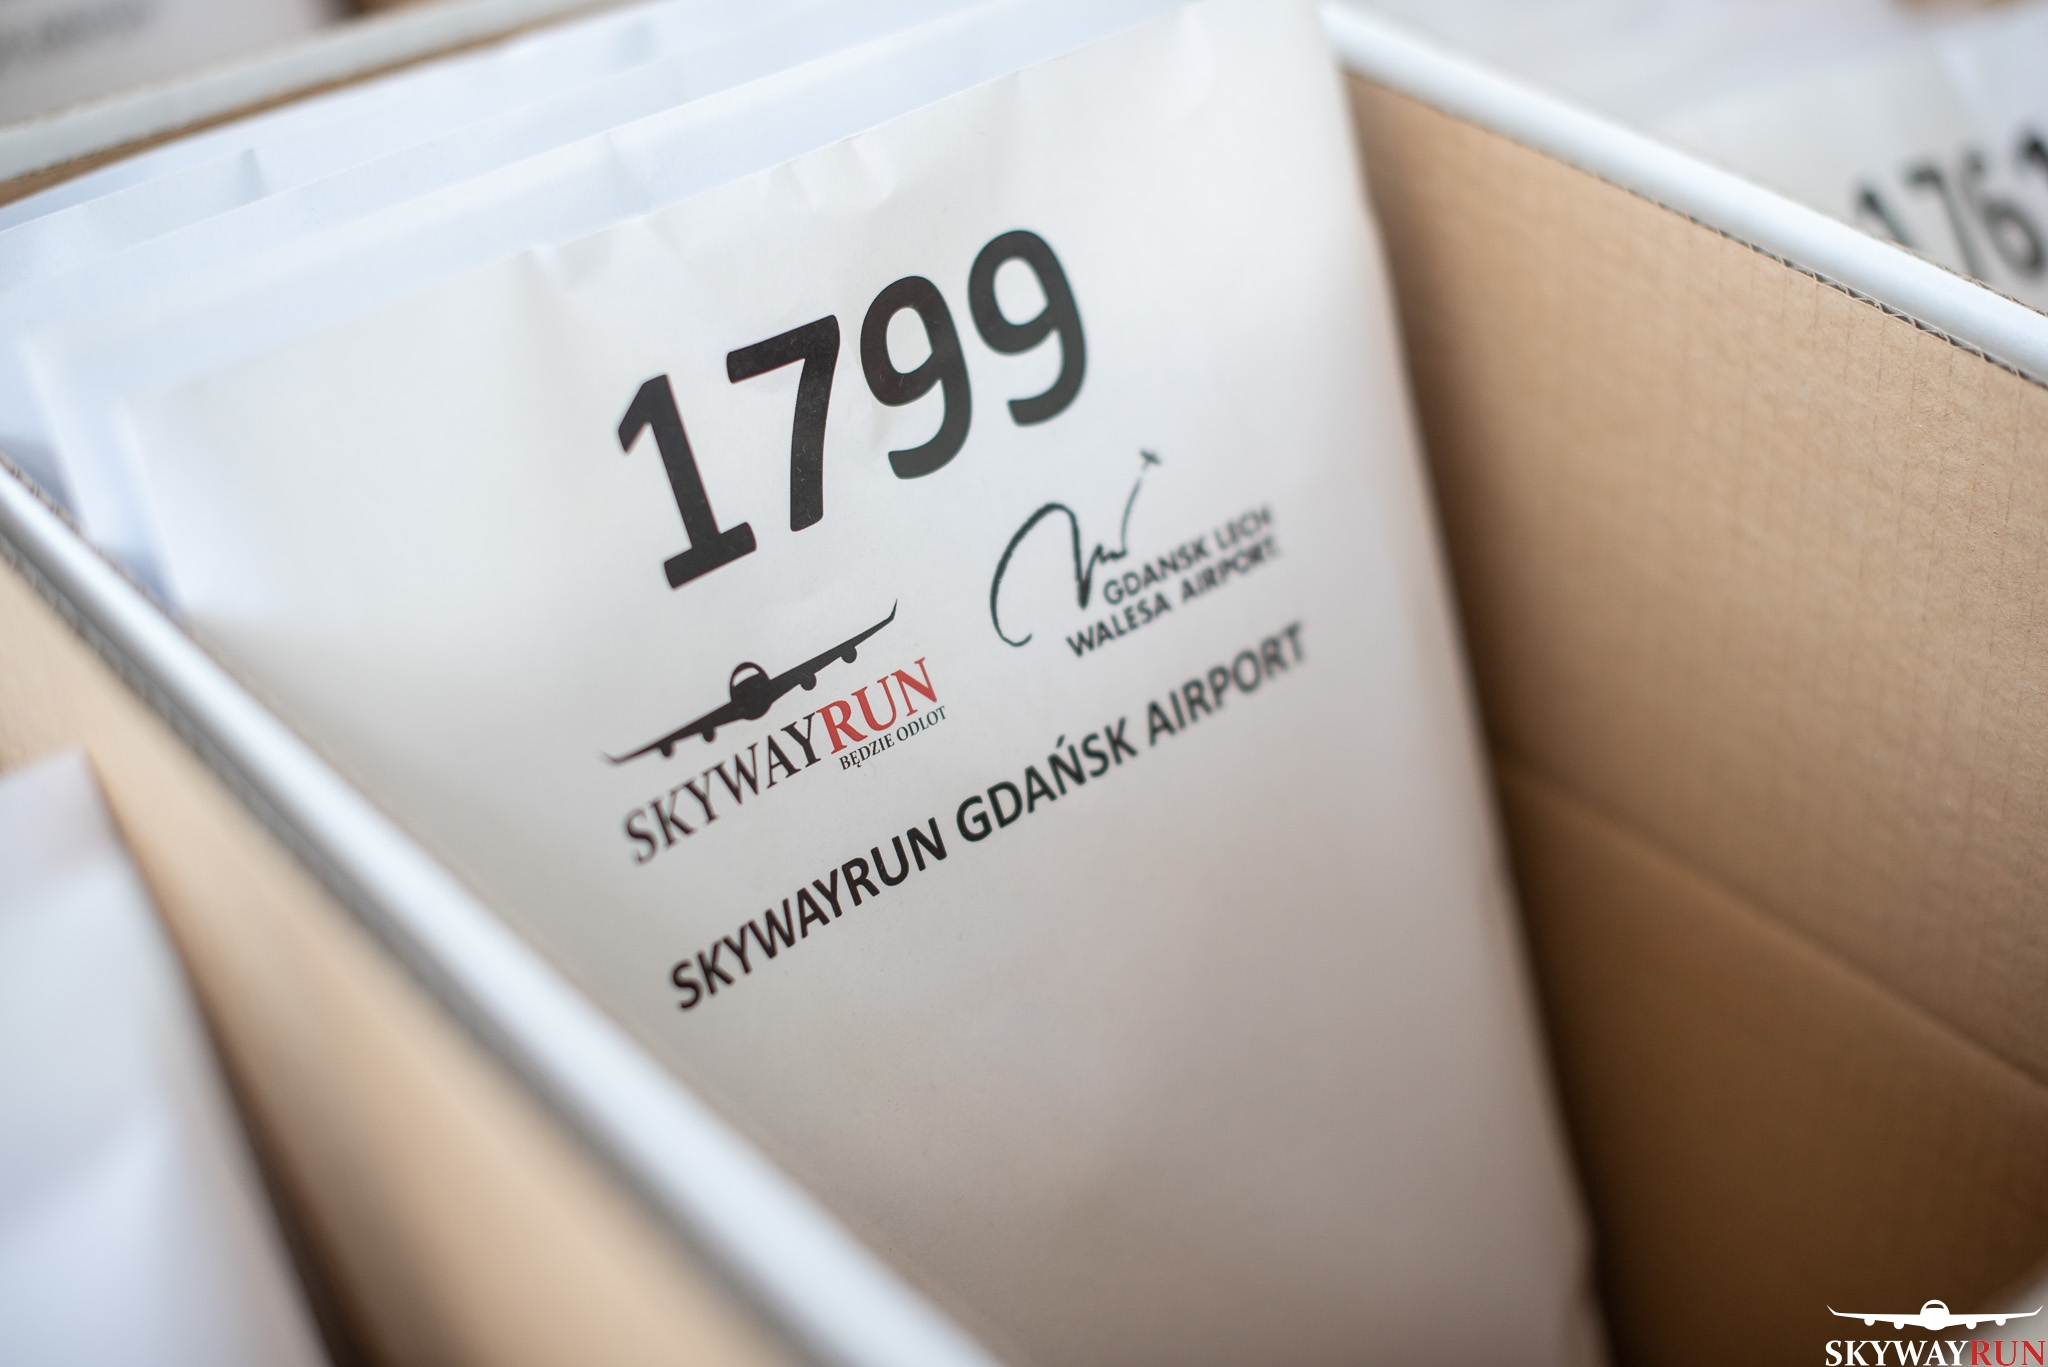 1799
SKYWAYRUN
BĘDZIE ODLOT
GDANSK LECH
WALESA AIRPORT
SKYWAYRUN GDAŃSK AIRPORT
SKYWAYRUN